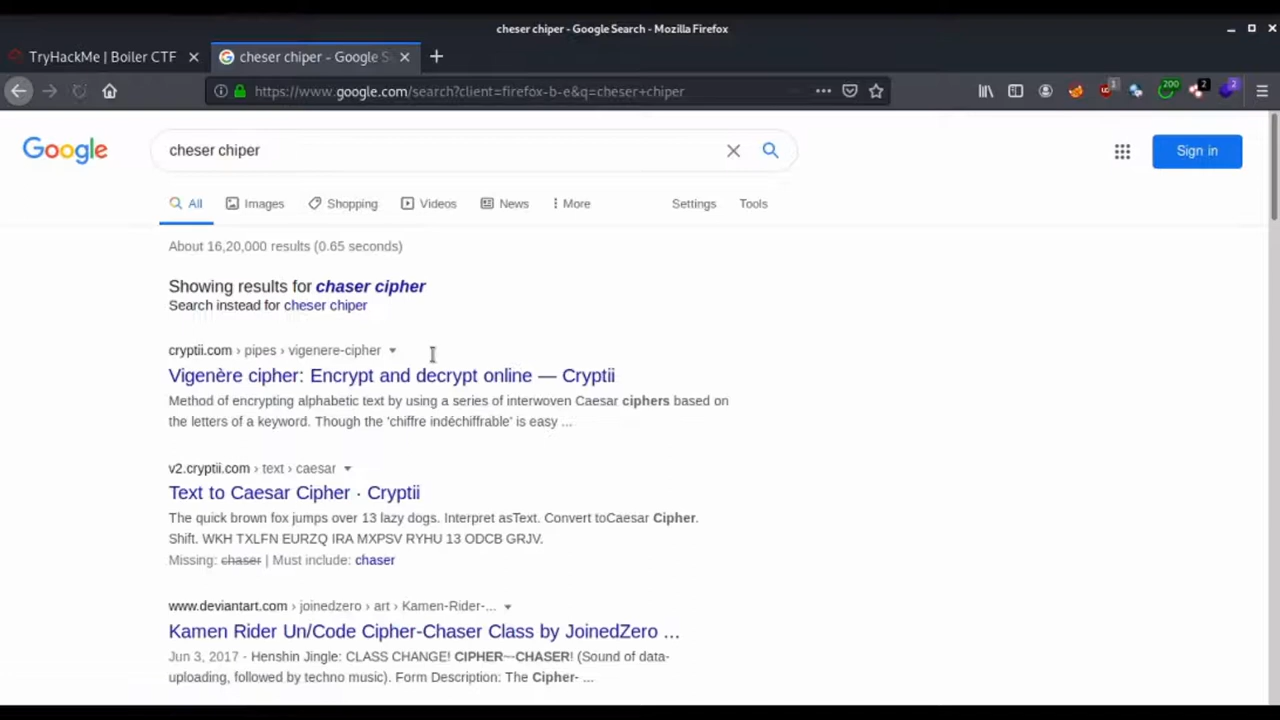 cheser chiper - Google Search - Mozilla Firefox
TryHackMe | Boiler CTF
cheser chiper - Google S
https://www.google.com/search?client=firefox-b-e&q=cheser+chiper
200
2
2
Google
cheser chiper
Sign in
All
Images
Shopping
Videos
News
More
Settings
Tools
About 16,20,000 results (0.65 seconds)
Showing results for chaser cipher
Search instead for cheser chiper
cryptii.com › pipes › vigenere-cipher
Vigenère cipher: Encrypt and decrypt online — Cryptii
Method of encrypting alphabetic text by using a series of interwoven Caesar ciphers based on
the letters of a keyword. Though the 'chiffre indéchiffrable' is easy ...
v2.cryptii.com › text › caesar
Text to Caesar Cipher · Cryptii
The quick brown fox jumps over 13 lazy dogs. Interpret asText. Convert toCaesar Cipher.
Shift. WKH TXLFN EURZQ IRA MXPSV RYHU 13 ODCB GRJV.
Missing: chaser | Must include: chaser
www.deviantart.com › joinedzero › art › Kamen-Rider-...
Kamen Rider Un/Code Cipher-Chaser Class by JoinedZero ...
Jun 3, 2017 - Henshin Jingle: CLASS CHANGE! CIPHER~~CHASER! (Sound of data-
uploading, followed by techno music). Form Description: The Cipher- ...